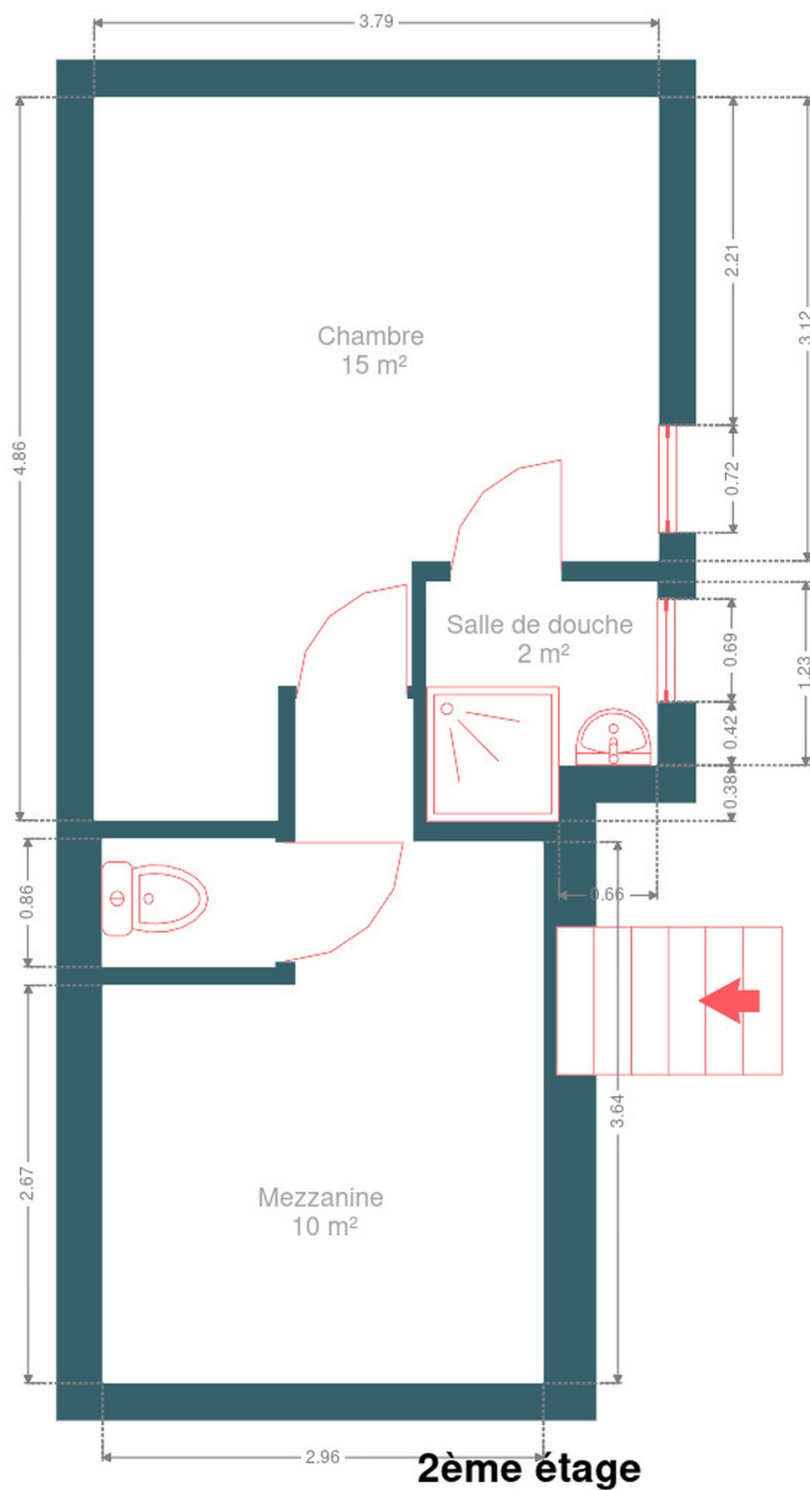 3.79
2.21
3.12
Chambre
15 m²
4.86
0.72
Salle de douche
2 m²
0.69
1.23
0.42
0.38
0.86
0.66
3.64
2.67
Mezzanine
10 m²
2.96
2ème étage